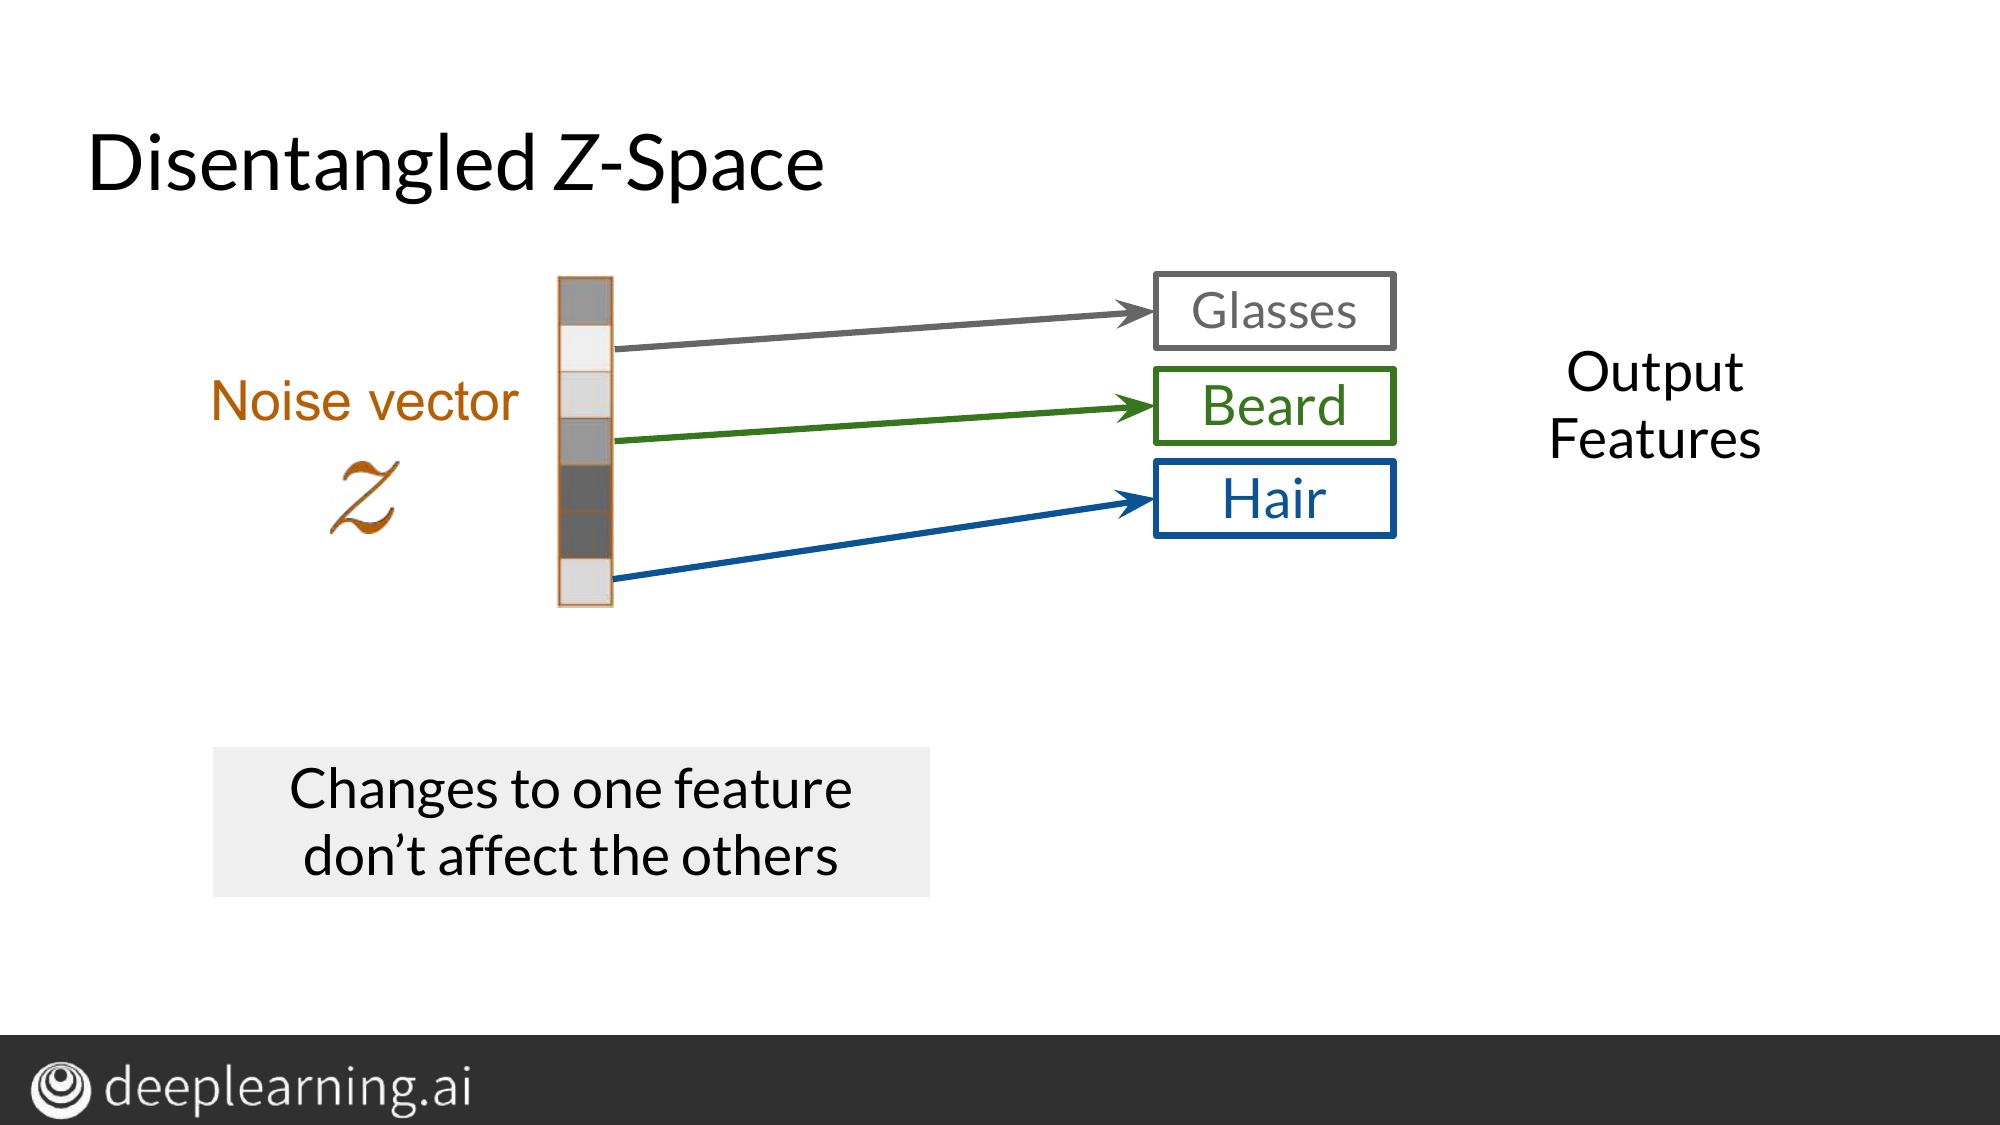 Disentangled Z-Space
Noise vector
z
Glasses
Beard
Hair
Output
Features
Changes to one feature
don’t affect the others
deeplearning.ai